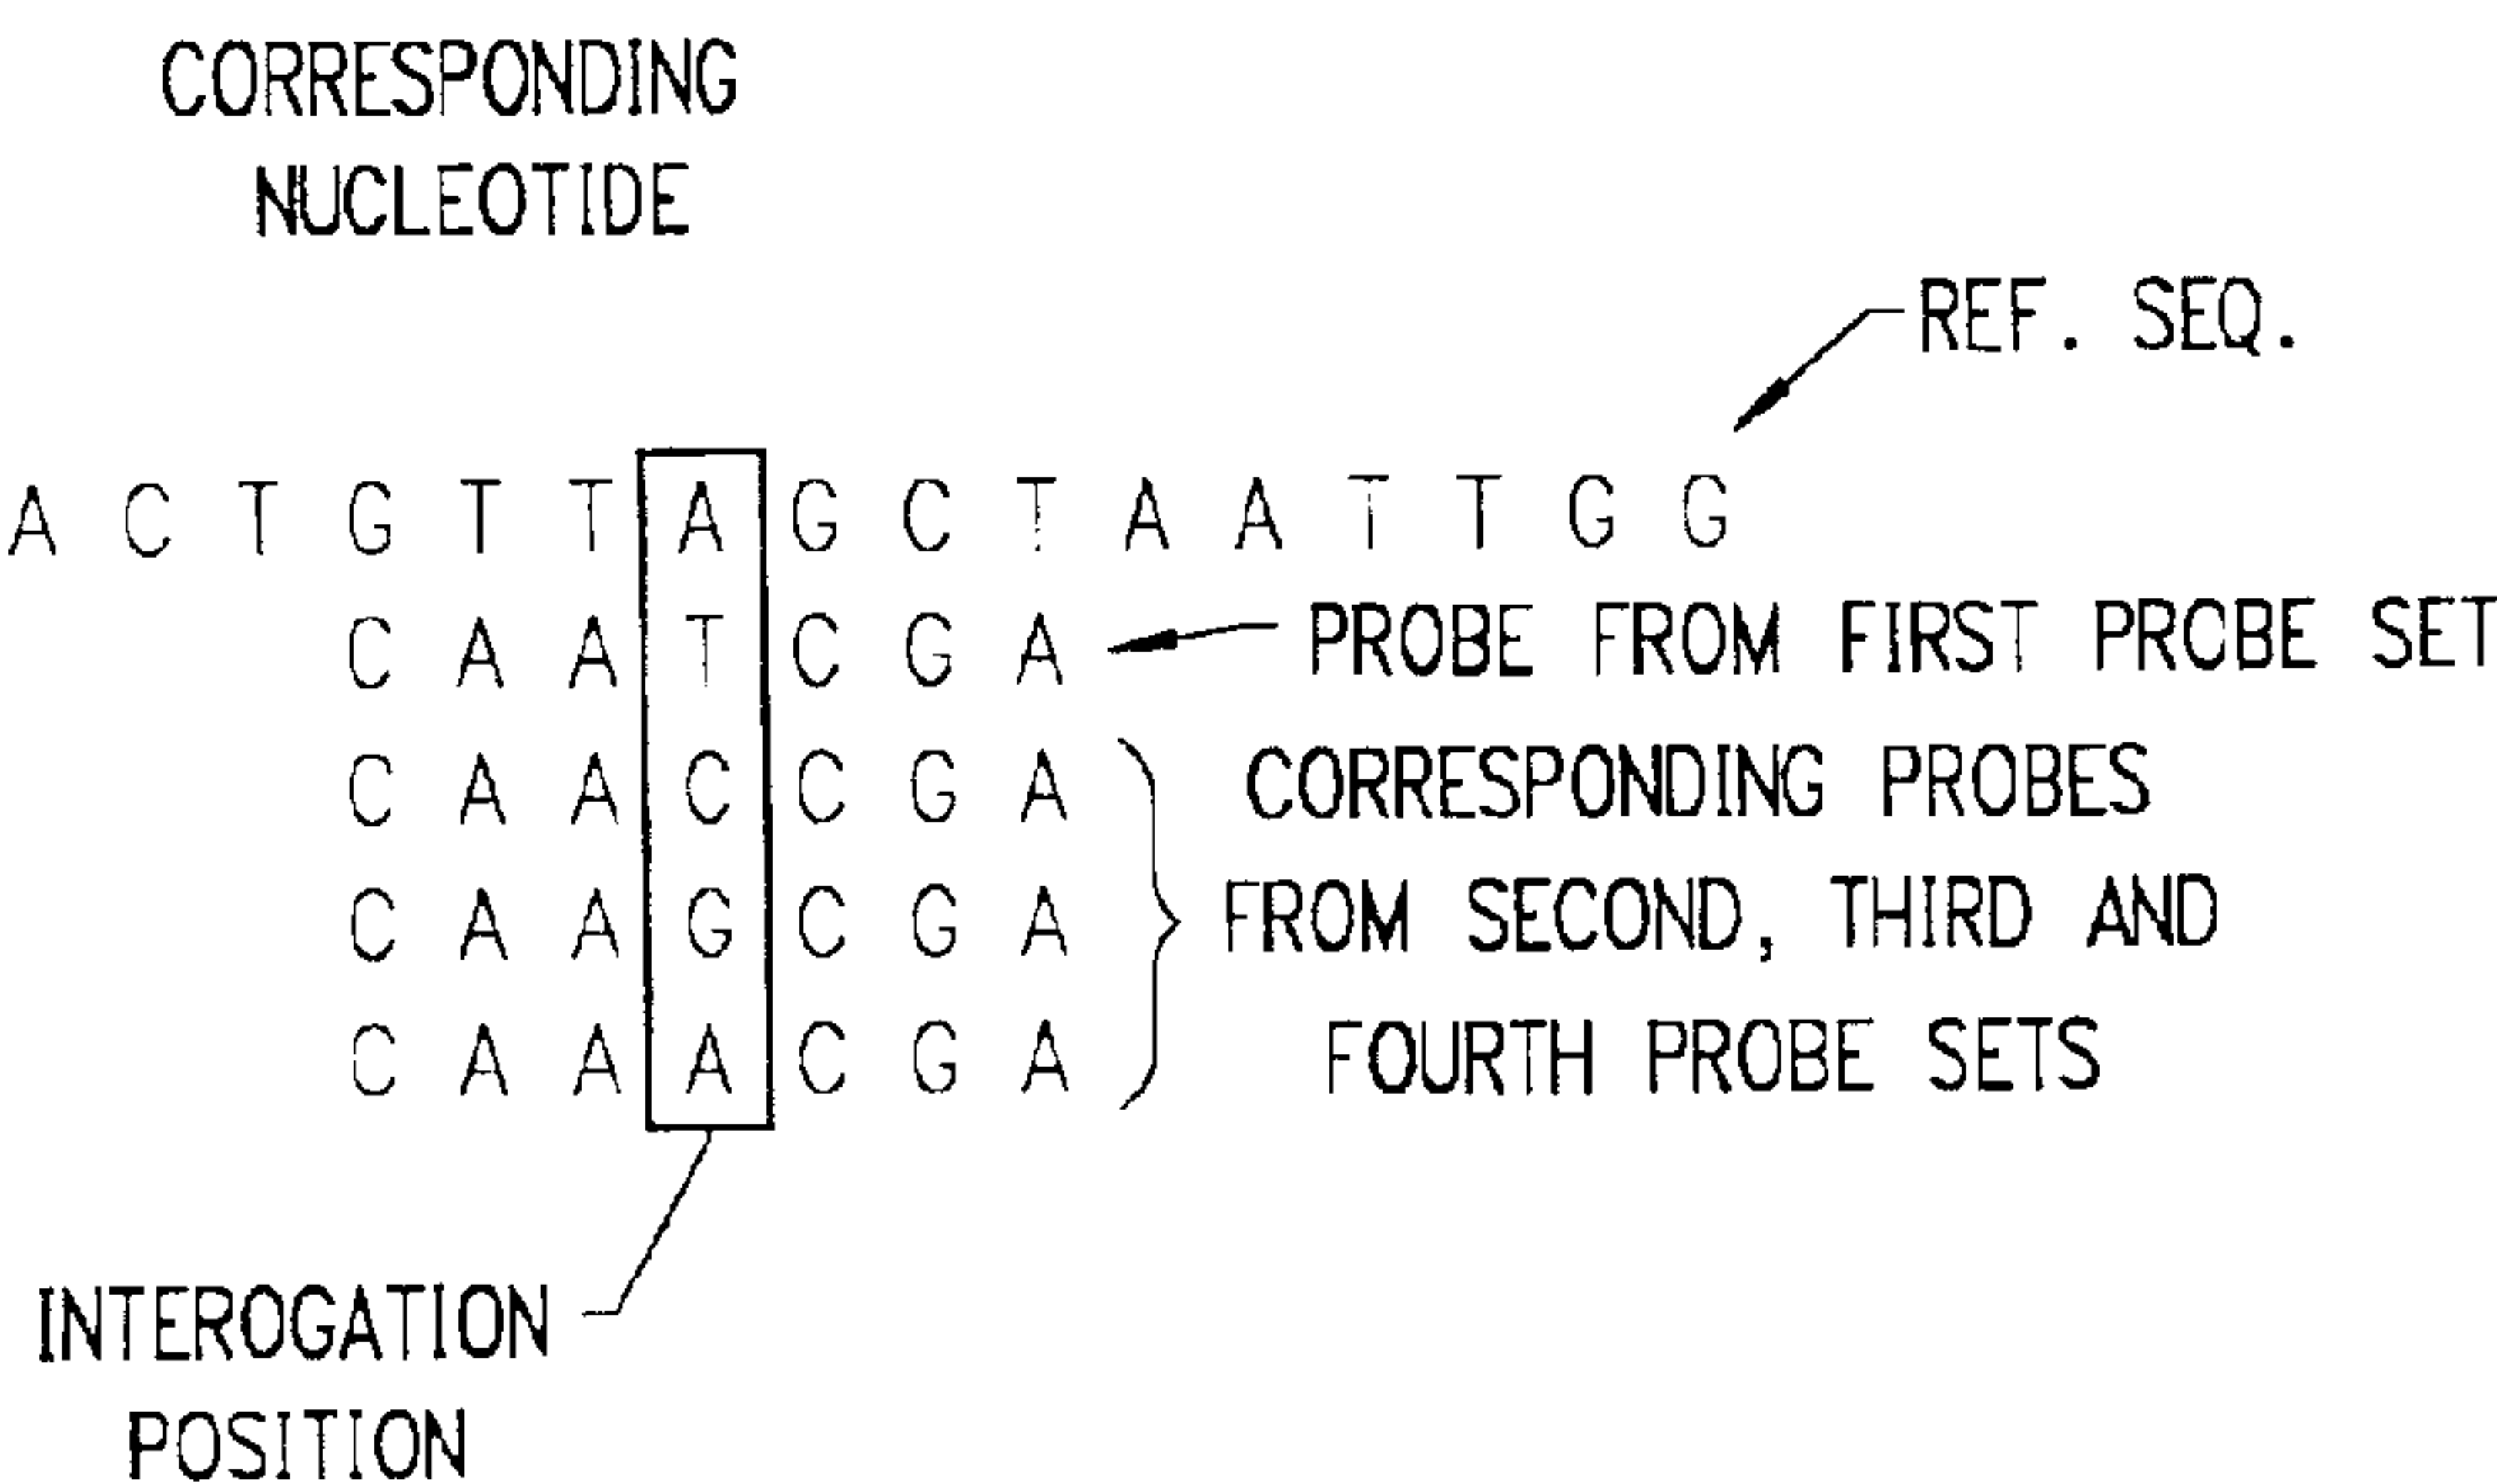 CORRESPONDING
NUCLEOTIDE
REF. SEQ.
A C T G T T A G C T A A T T G G
C A A T C G A PROBE FROM FIRST PROBE SET
C A A C C G A CORRESPONDING PROBES
C A A G C G A FROM SECOND, THIRD AND
C A A A C G A FOURTH PROBE SETS
INTEROGATION
POSITION